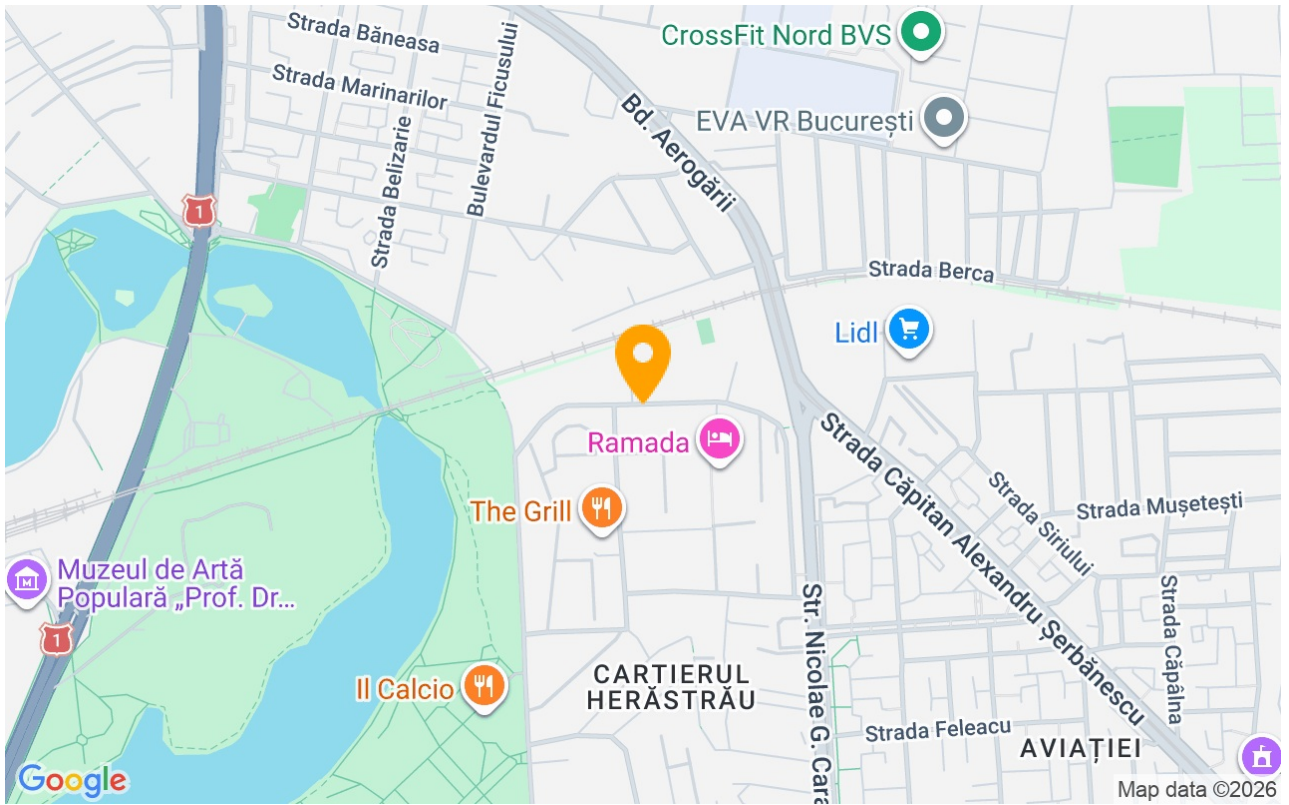 Strada Băneasa
CrossFit Nord BVS
Strada Marinarilor
Bulevardul Ficusului
Bd. Aerogării
EVA VR București
Strada Belizarie
1
Strada Berca
Lidl
Ramada
Strada Căpitan Alexandru Șerbănescu
The Grill
Strada Siriului
Strada Mușetești
Muzeul de Artă
Populară „Prof. Dr...
M
1
Str. Nicolae G. Cara
Strada Căpâlna
CARTIERUL
HERĂSTRĂU
Il Calcio
Strada Feleacu
AVIAȚIEI
Google
Map data ©2026